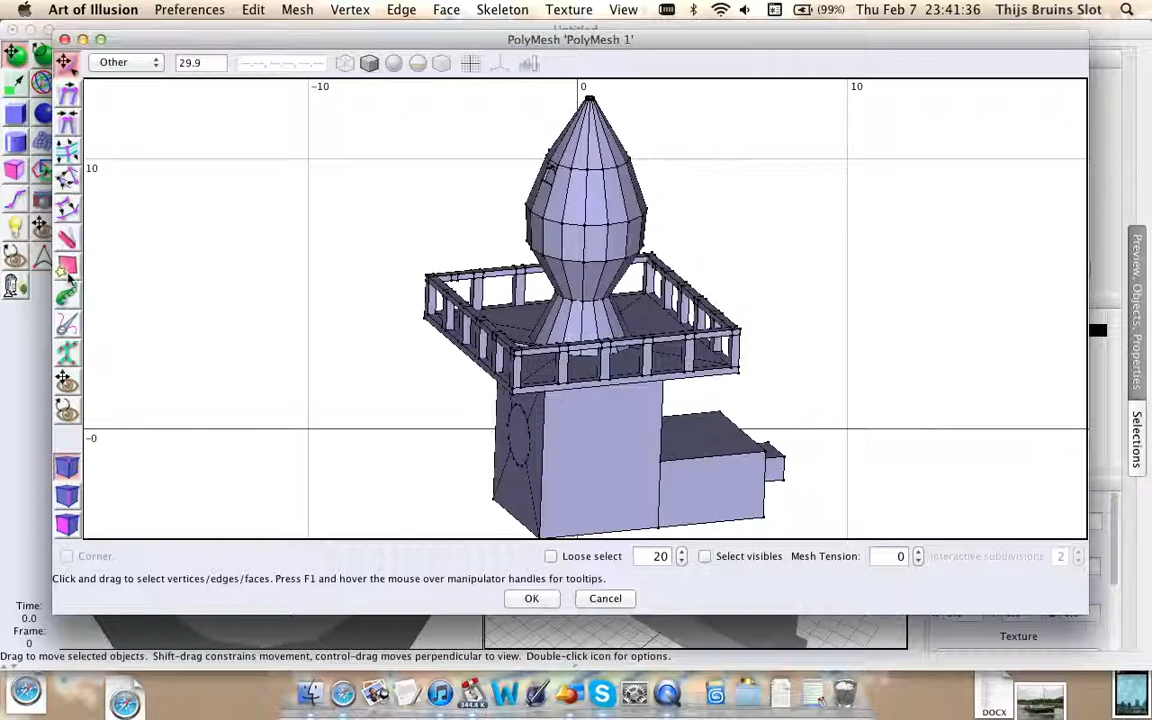 Art of Illusion File Preferences Edit Mesh Vertex Edge Face Skeleton Texture View (99%) Thu Feb 7 23:41:36 Thijs Bruins Slot
PolyMesh 'PolyMesh 1'
Other 29.9
-10 0 10
10
-0
Preview, Objects, Properties
Selections
Corner. Loose select 20 Select visibles Mesh Tension: 0 Interactive subdivisions 2
Click and drag to select vertices/edges/faces. Press F1 and hover the mouse over manipulator handles for tooltips.
OK Cancel
Time:
0.0
Frame:
0
Texture
Drag to move selected objects. Shift-drag constrains movement, control-drag moves perpendicular to view. Double-click icon for options.
DOCX